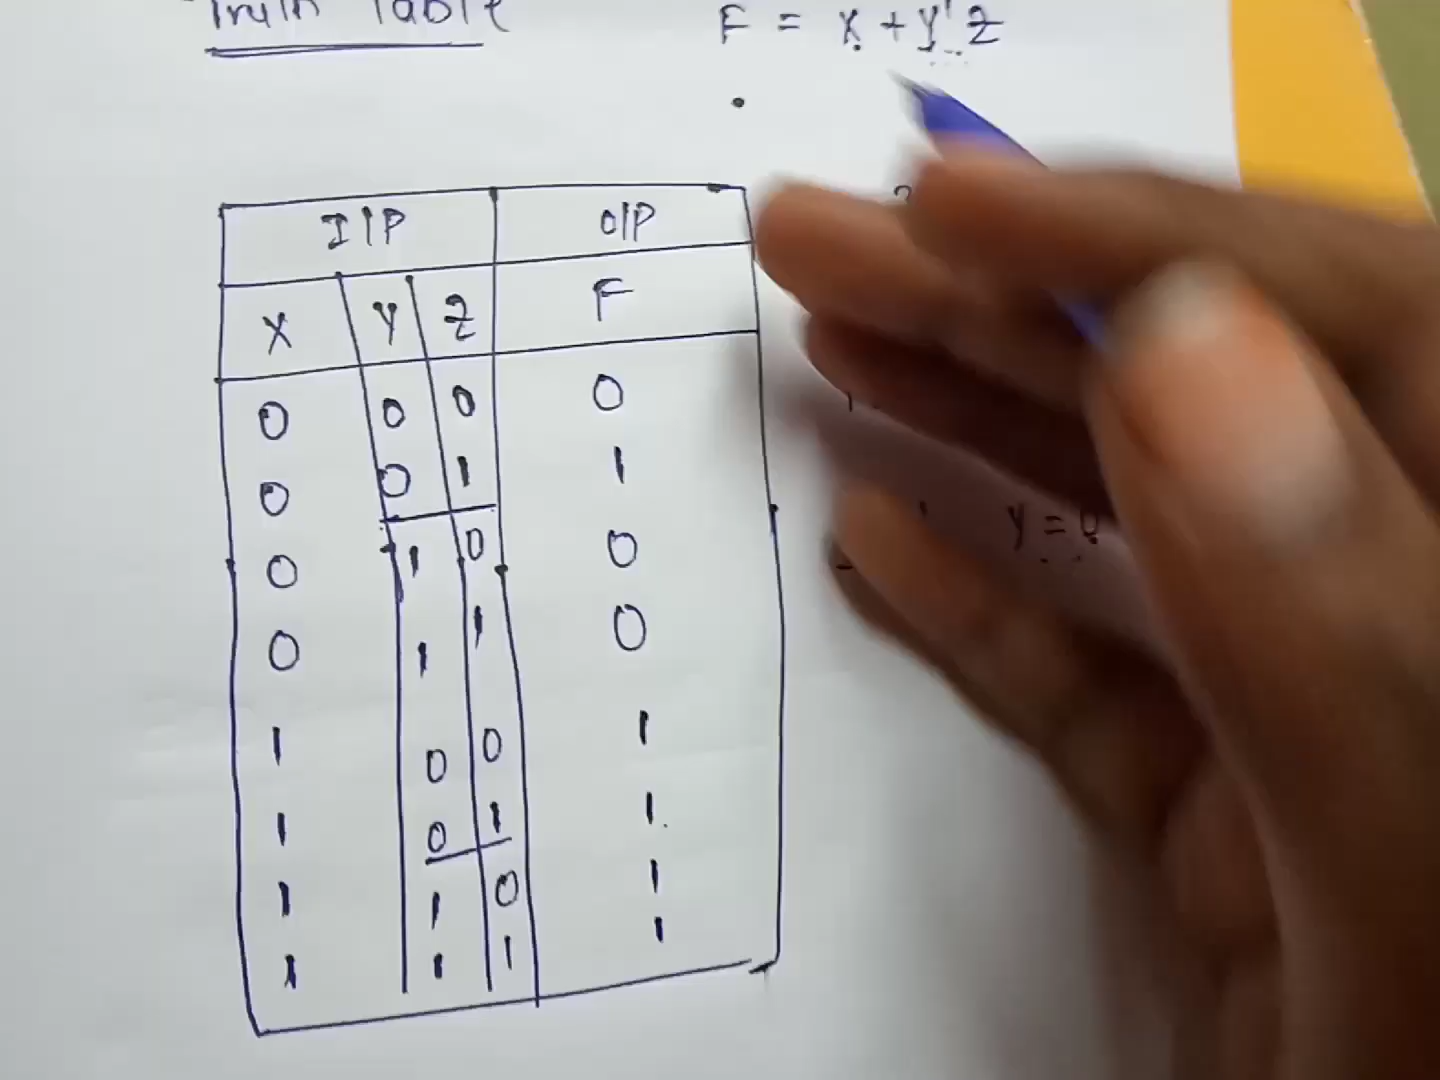 Truth Table
F = X + Y' Z
I/P O/P
X Y Z F
0 0 0 0
0 0 1 1
0 1 0 0
0 1 1 0
1 0 0 1
1 0 1 1
1 1 0 1
1 1 1 1
Y = 0